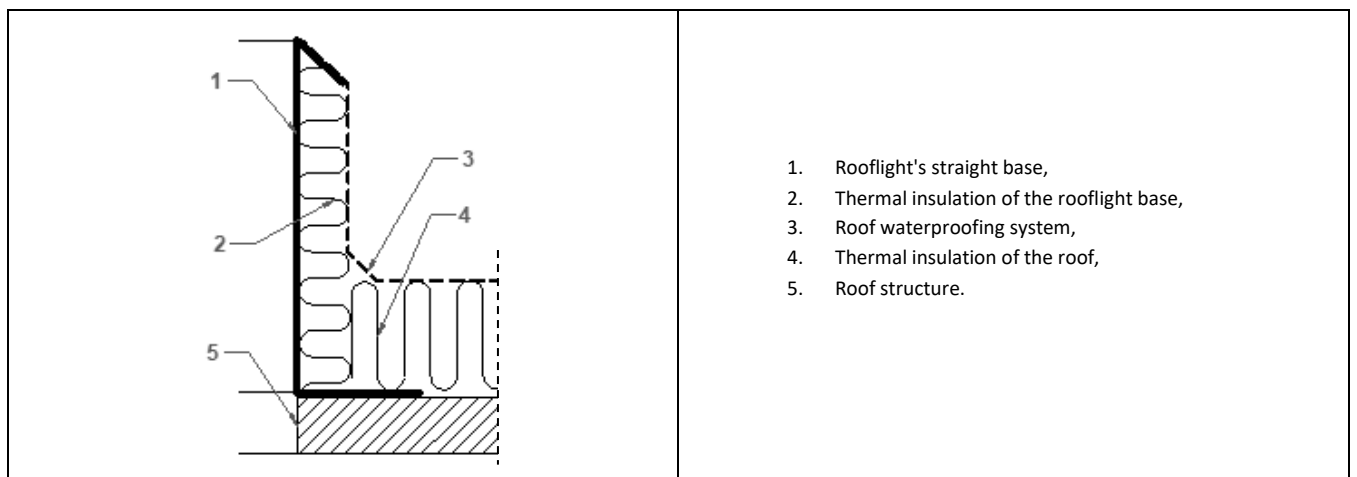 1
3
4
2
5
1. Rooflight's straight base,
2. Thermal insulation of the rooflight base,
3. Roof waterproofing system,
4. Thermal insulation of the roof,
5. Roof structure.